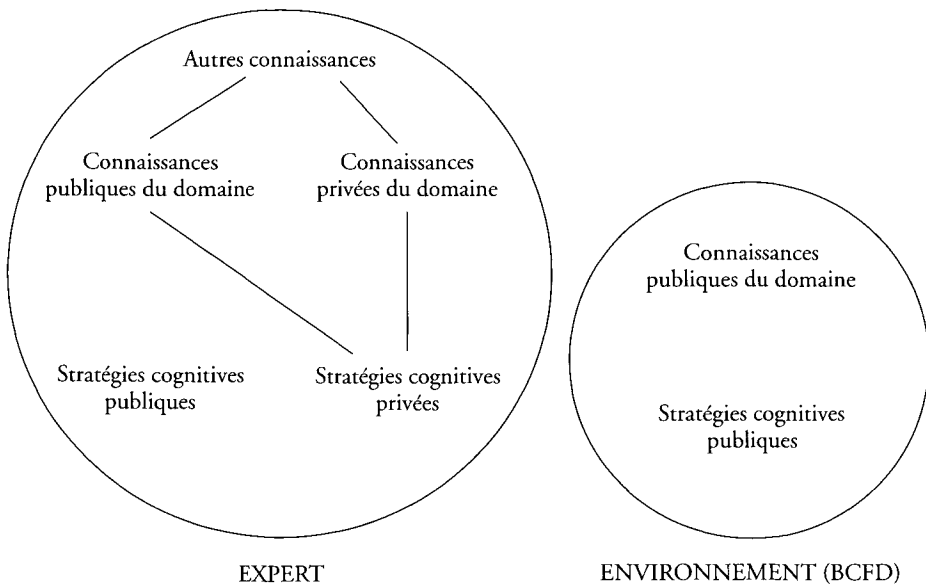 Autres connaissances
Connaissances
publiques du domaine
Connaissances
privées du domaine
Stratégies cognitives
publiques
Stratégies cognitives
privées
EXPERT
Connaissances
publiques du domaine
Stratégies cognitives
publiques
ENVIRONNEMENT (BCFD)